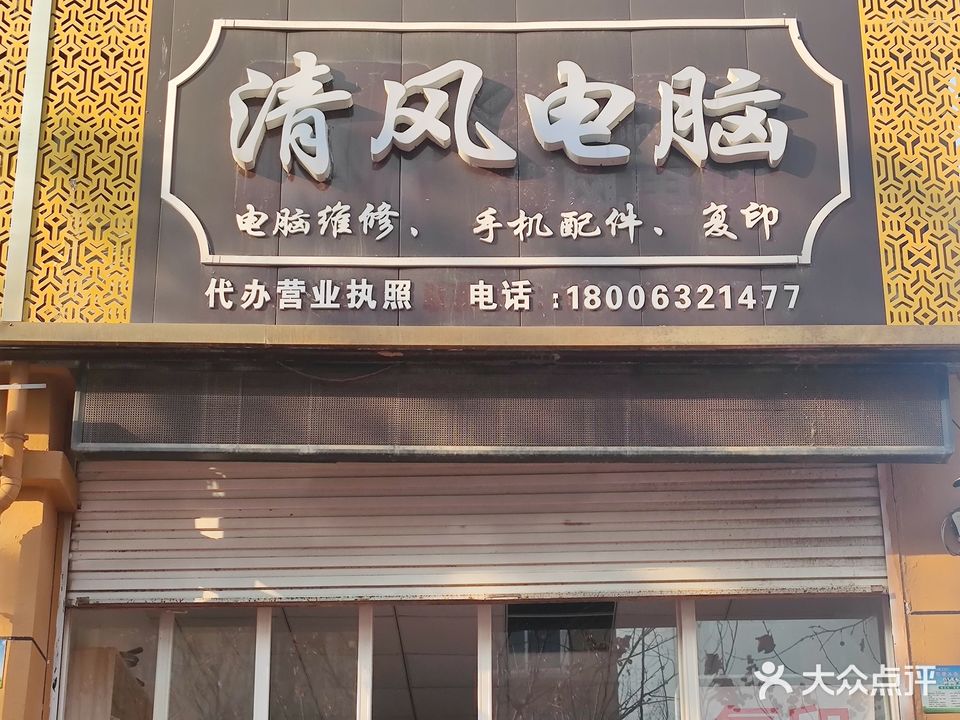 清风电脑
电脑维修、手机配件、复印
代办营业执照 电话:18006321477
大众点评